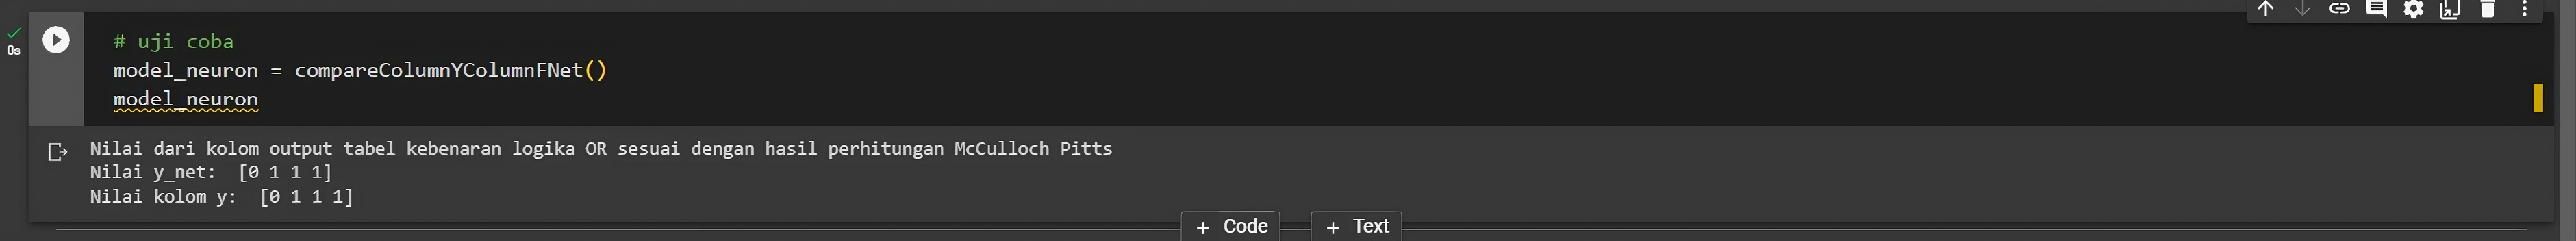 0s
# uji coba
model_neuron = compareColumnYColumnFNet()
model_neuron
Nilai dari kolom output tabel kebenaran logika OR sesuai dengan hasil perhitungan McCulloch Pitts
Nilai y_net:  [0 1 1 1]
Nilai kolom y:  [0 1 1 1]
+ Code + Text